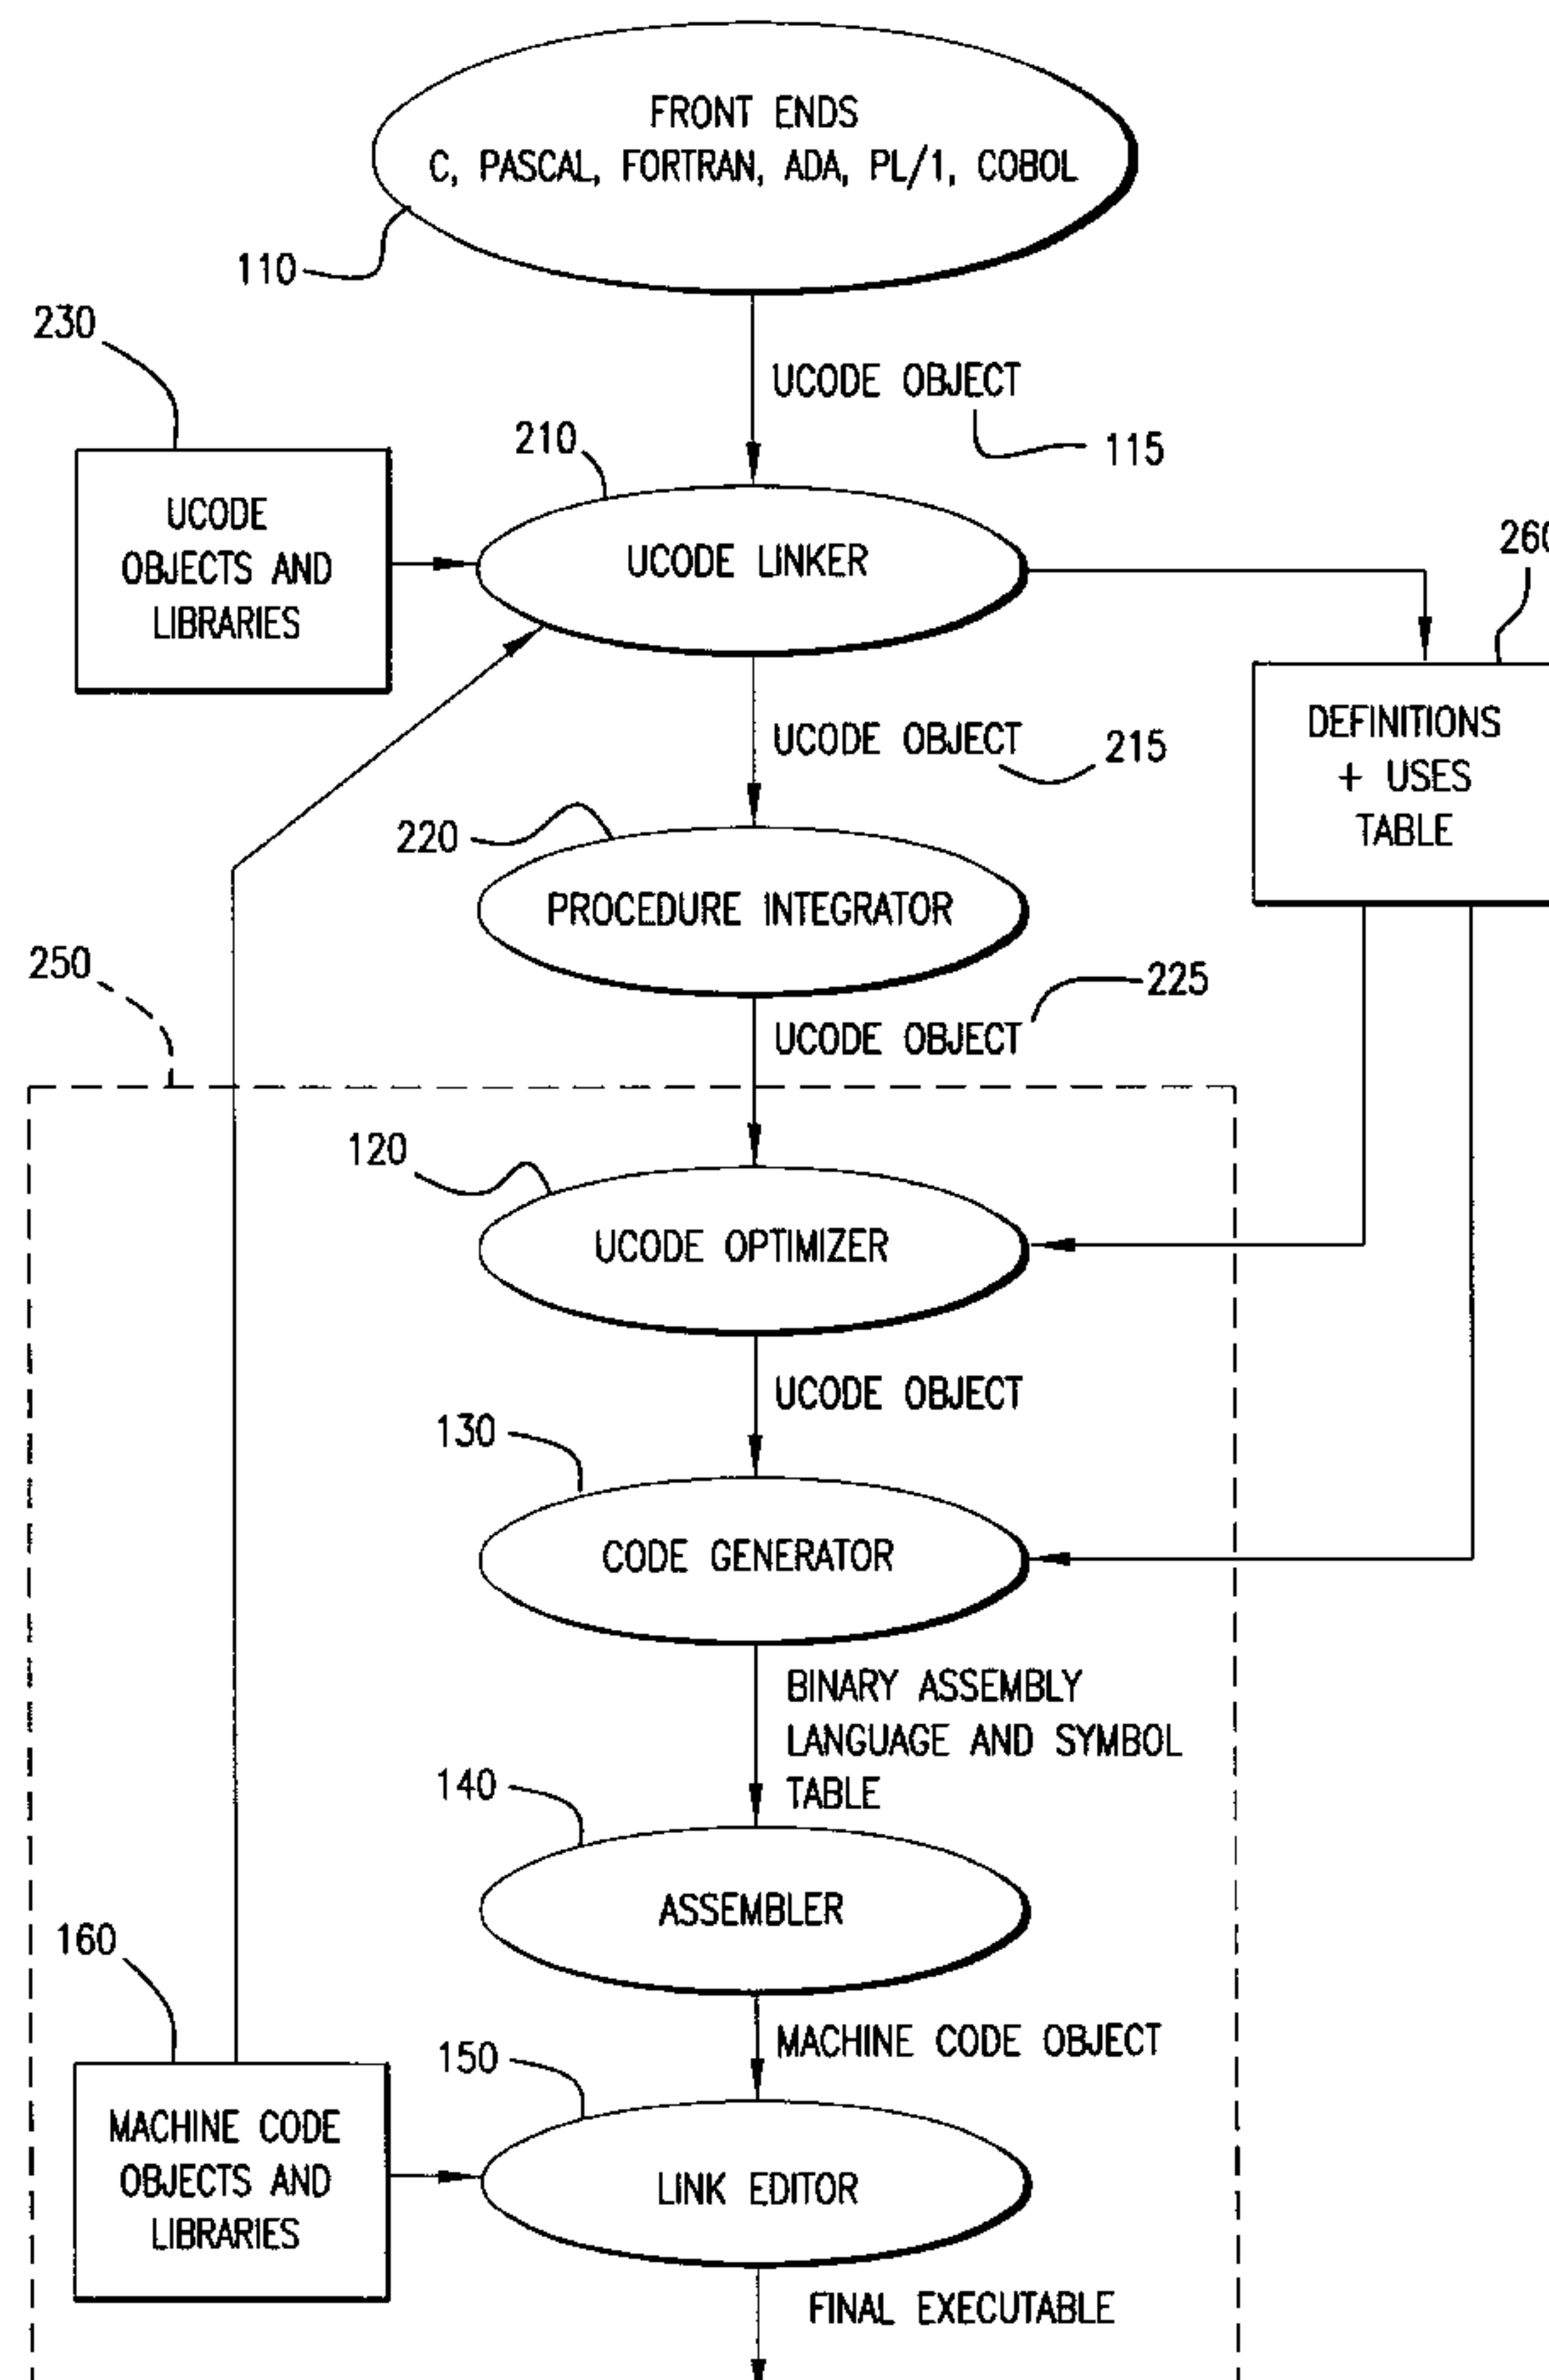 FRONT ENDS
C, PASCAL, FORTRAN, ADA, PL/1, COBOL
110
230
UCODE OBJECT
115
210
UCODE
OBJECTS AND
LIBRARIES
UCODE LINKER
260
UCODE OBJECT
215
DEFINITIONS
+ USES
TABLE
220
PROCEDURE INTEGRATOR
250
225
UCODE OBJECT
120
UCODE OPTIMIZER
UCODE OBJECT
130
CODE GENERATOR
BINARY ASSEMBLY
LANGUAGE AND SYMBOL
TABLE
140
ASSEMBLER
160
MACHINE CODE OBJECT
150
MACHINE CODE
OBJECTS AND
LIBRARIES
LINK EDITOR
FINAL EXECUTABLE